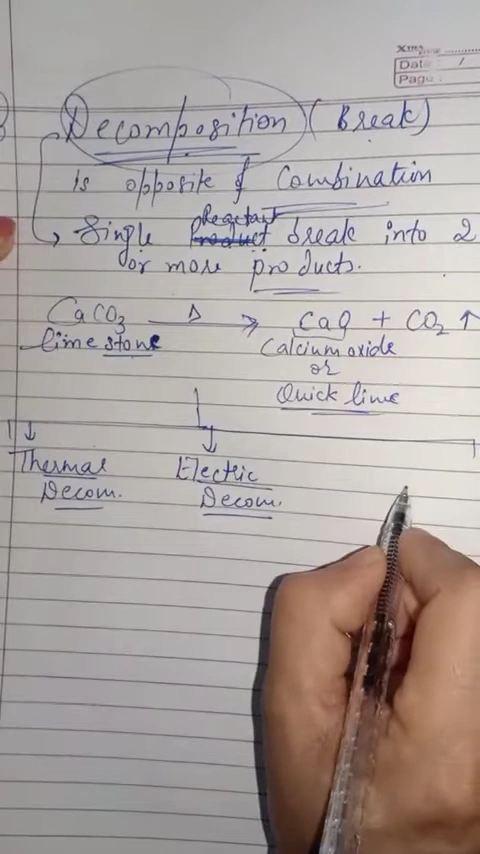 Date : /
Page :
Decomposition (Break)
is opposite of Combination
Reactant
→ Single Product break into 2
or more products.
CaCO₃ —Δ→ CaO + CO₂ ↑
lime stone Calcium oxide
or
Quick lime
Thermal Electric
Decom. Decom.